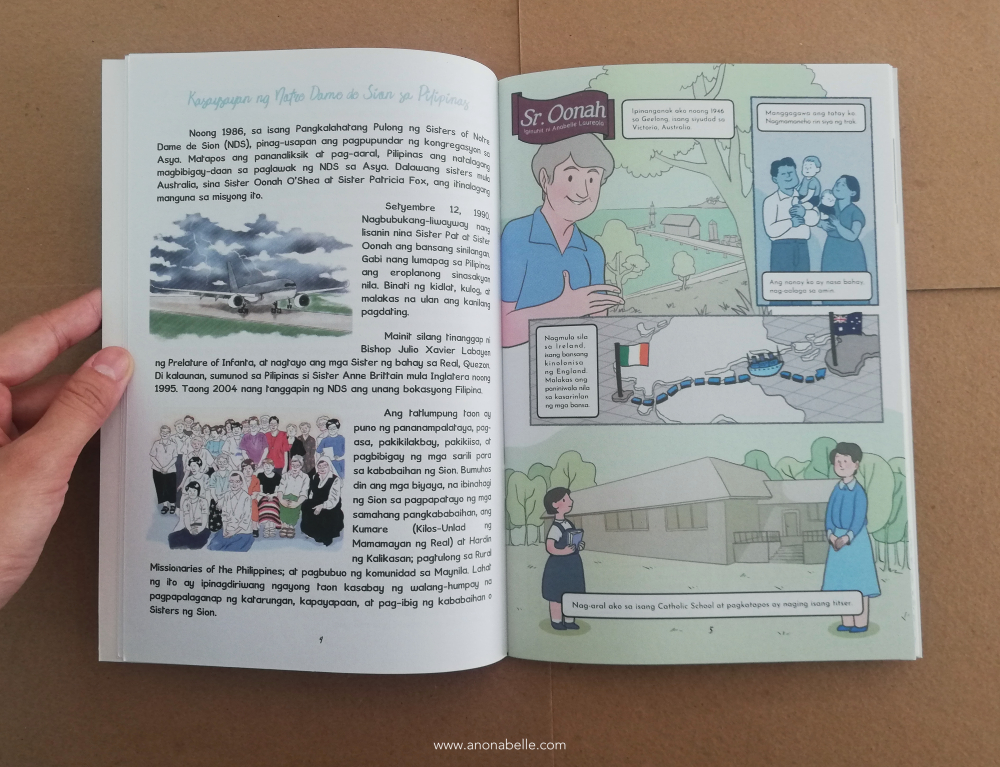 Kasaysayan ng Notre Dame de Sion sa Pilipinas
Noong 1986, sa isang Pangkalahatang Pulong ng Sisters of Notre
Dame de Sion (NDS), pinag-usapan ang pagpupundar ng kongregasyon sa
Asya. Matapos ang pananaliksik at pag-aaral, Pilipinas ang natalagang
magbibigay-daan sa paglawak ng NDS sa Asya. Dalawang sisters mula
Australia, sina Sister Oonah O'Shea at Sister Patricia Fox, ang itinalagang
manguna sa misyong ito.
Setyembre 12, 1990.
Nagbubukang-liwayway nang
lisanin nina Sister Pat at Sister
Oonah ang bansang sinilangan.
Gabi nang lumapag sa Pilipinas
ang eroplanong sinasakyan
nila. Binati ng kidlat, kulog, at
malakas na ulan ang kanilang
pagdating.
Mainit silang tinanggap ni
Bishop Julio Xavier Labayen
ng Prelature of Infanta, at nagtayo ang mga Sister ng bahay sa Real, Quezon.
Di kalaunan, sumunod sa Pilipinas si Sister Anne Brittain mula Inglatera noong
1995. Taong 2004 nang tanggapin ng NDS ang unang bokasyong Filipina.
Ang tatlumpung taon ay
puno ng pananampalataya, pag-
asa, pakikilakbay, pakikiisa, at
pagbibigay ng mga sarili para
sa kababaihan ng Sion. Bumuhos
din ang mga biyaya, na ibinahagi
ng Sion sa pagpapatayo ng mga
samahang pangkababaihan, ang
Kumare (Kilos-Unlad ng
Mamamayan ng Real) at Hardin
ng Kalikasan; pagtulong sa Rural
Missionaries of the Philippines; at pagbubuo ng komunidad sa Maynila. Lahat
ng ito ay ipinagdiriwang ngayong taon kasabay ng walang-humpay na
pagpapalaganap ng katarungan, kapayapaan, at pag-ibig ng kababaihan o
Sisters ng Sion.
4
Sr. Oonah
Iginuhit ni Anabelle Laureola
Ipinanganak ako noong 1946
sa Geelong, isang siyudad sa
Victoria, Australia.
Manggagawa ang tatay ko.
Nagmamaneho rin siya ng trak.
Ang nanay ko ay nasa bahay,
nag-aalaga sa amin.
Nagmula sila
sa Ireland,
isang bansang
kinolonisa
ng England.
Malakas ang
paniniwala nila
sa kasarinlan
ng mga bansa.
Nag-aral ako sa isang Catholic School at pagkatapos ay naging isang titser.
5
www.anonabelle.com